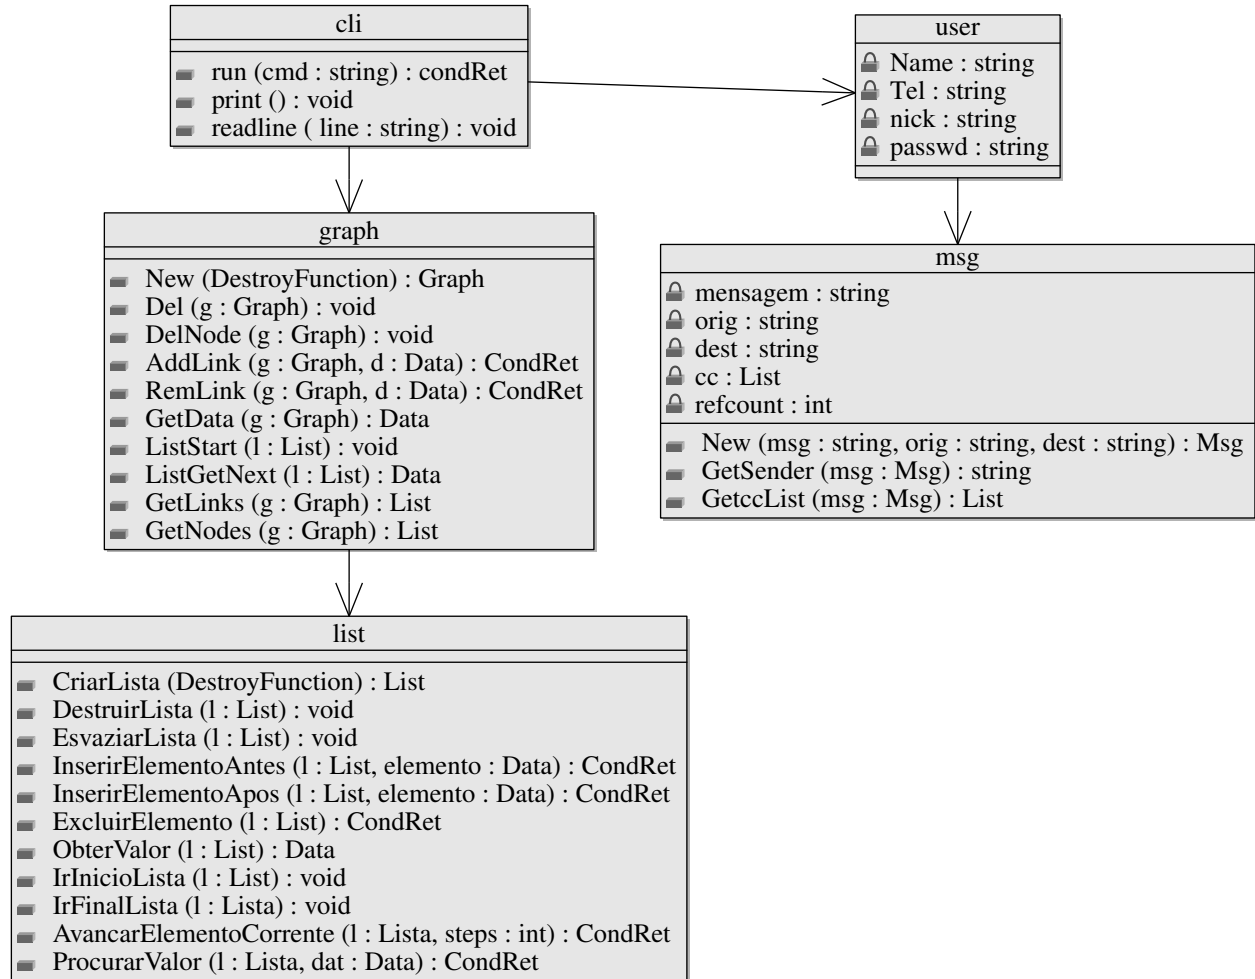 cli
run (cmd : string) : condRet
print () : void
readline ( line : string) : void
user
Name : string
Tel : string
nick : string
passwd : string
graph
New (DestroyFunction) : Graph
Del (g : Graph) : void
DelNode (g : Graph) : void
AddLink (g : Graph, d : Data) : CondRet
RemLink (g : Graph, d : Data) : CondRet
GetData (g : Graph) : Data
ListStart (l : List) : void
ListGetNext (l : List) : Data
GetLinks (g : Graph) : List
GetNodes (g : Graph) : List
msg
mensagem : string
orig : string
dest : string
cc : List
refcount : int
New (msg : string, orig : string, dest : string) : Msg
GetSender (msg : Msg) : string
GetccList (msg : Msg) : List
list
CriarLista (DestroyFunction) : List
DestruirLista (l : List) : void
EsvaziarLista (l : List) : void
InserirElementoAntes (l : List, elemento : Data) : CondRet
InserirElementoApos (l : List, elemento : Data) : CondRet
ExcluirElemento (l : List) : CondRet
ObterValor (l : List) : Data
IrInicioLista (l : List) : void
IrFinalLista (l : Lista) : void
AvancarElementoCorrente (l : Lista, steps : int) : CondRet
ProcurarValor (l : Lista, dat : Data) : CondRet